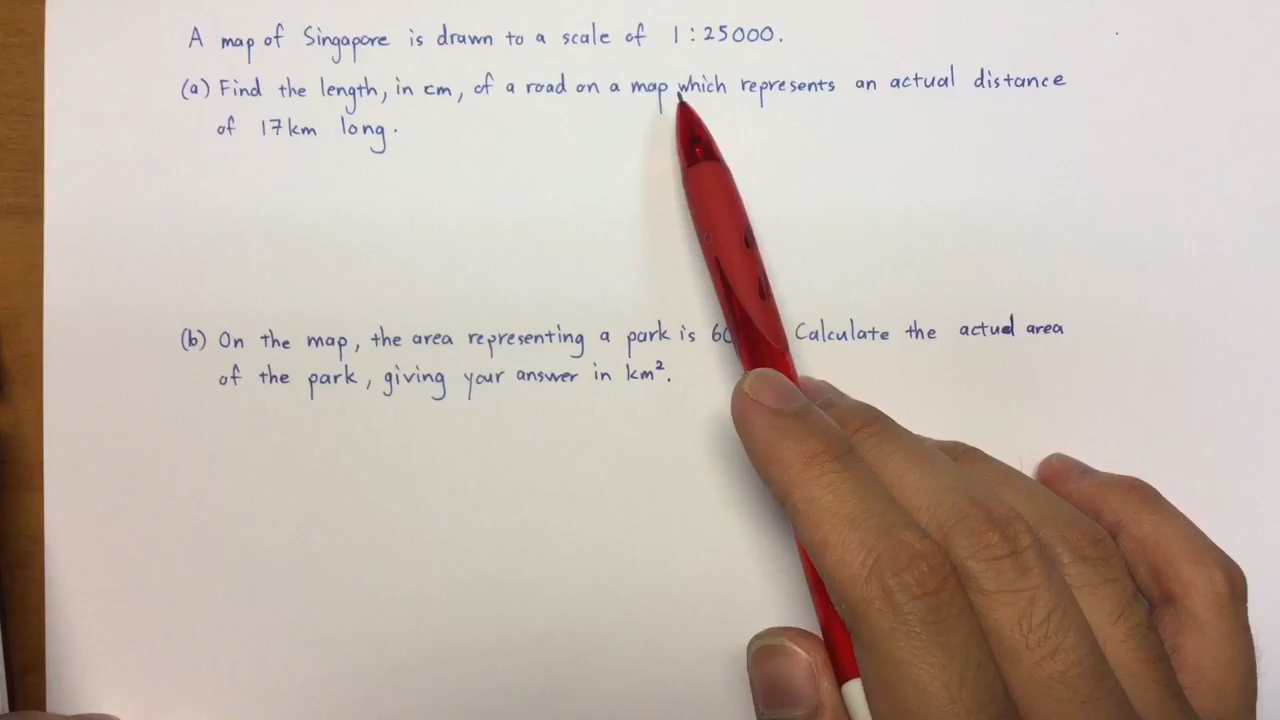 A map of Singapore is drawn to a scale of 1:25000.
(a) Find the length, in cm, of a road on a map which represents an actual distance
of 17km long.
(b) On the map, the area representing a park is Calculate the actual area
of the park, giving your answer in km².